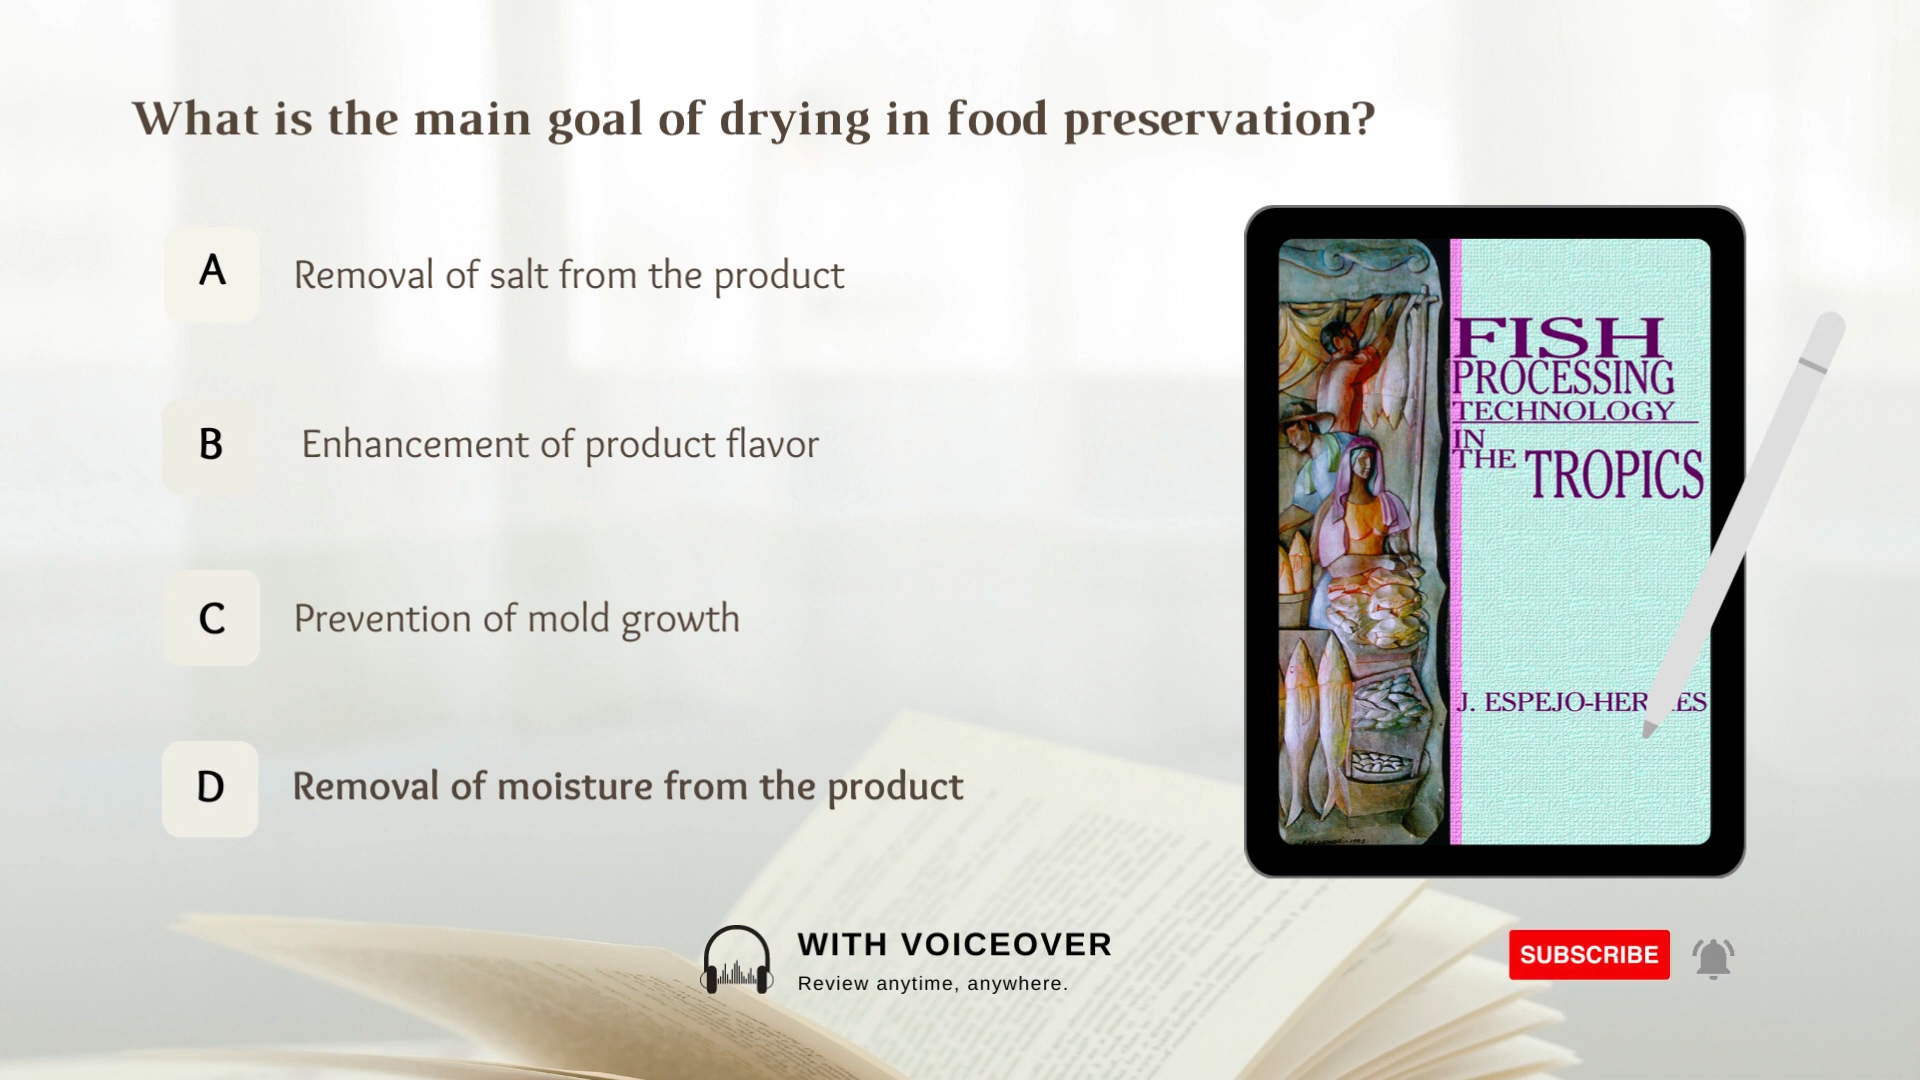 What is the main goal of drying in food preservation?
A
Removal of salt from the product
B
Enhancement of product flavor
C
Prevention of mold growth
D
Removal of moisture from the product
FISH
PROCESSING
TECHNOLOGY
IN
THE TROPICS
WITH VOICEOVER
Review anytime, anywhere.
SUBSCRIBE